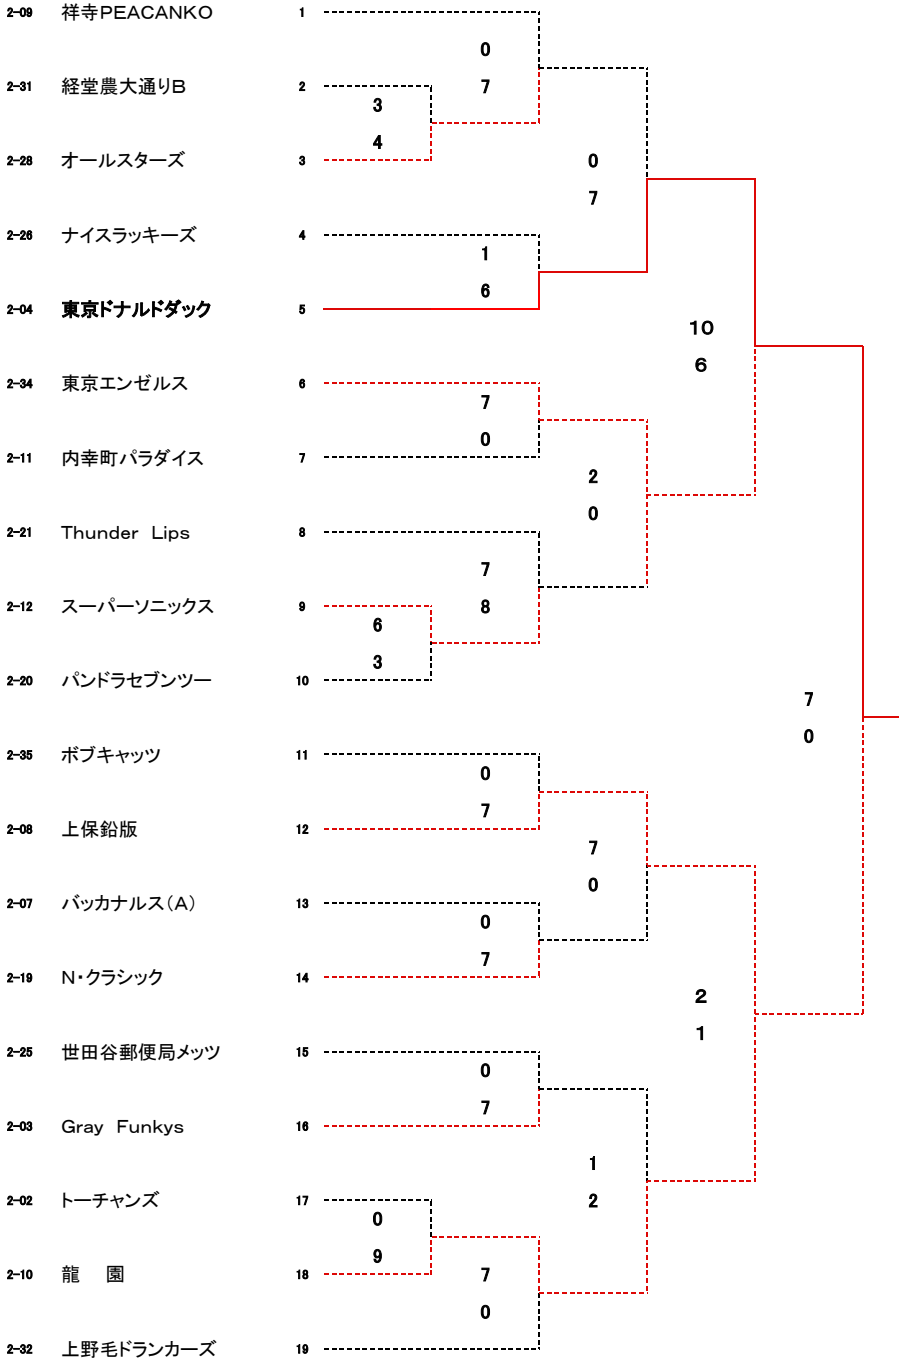 2-09 祥寺PEACANKO 1
0
2-31 経堂農大通りB 2 7
3
4
2-28 オールスターズ 3 0
7
2-26 ナイスラッキーズ 4
1
6
2-04 東京ドナルドダック 5
10
6
2-34 東京エンゼルス 6
7
0
2-11 内幸町パラダイス 7
2
0
2-21 Thunder Lips 8
7
2-12 スーパーソニックス 9 8
6
3
2-20 パンドラセブンツー 10
7
0
2-35 ボブキャッツ 11
0
7
2-08 上保鉛版 12
7
0
2-07 バッカナルス(A) 13
0
7
2-19 N・クラシック 14
2
1
2-25 世田谷郵便局メッツ 15
0
7
2-03 Gray Funkys 16
1
2-02 トーチャンズ 17 2
0
9
2-10 龍 園 18 7
0
2-32 上野毛ドランカーズ 19